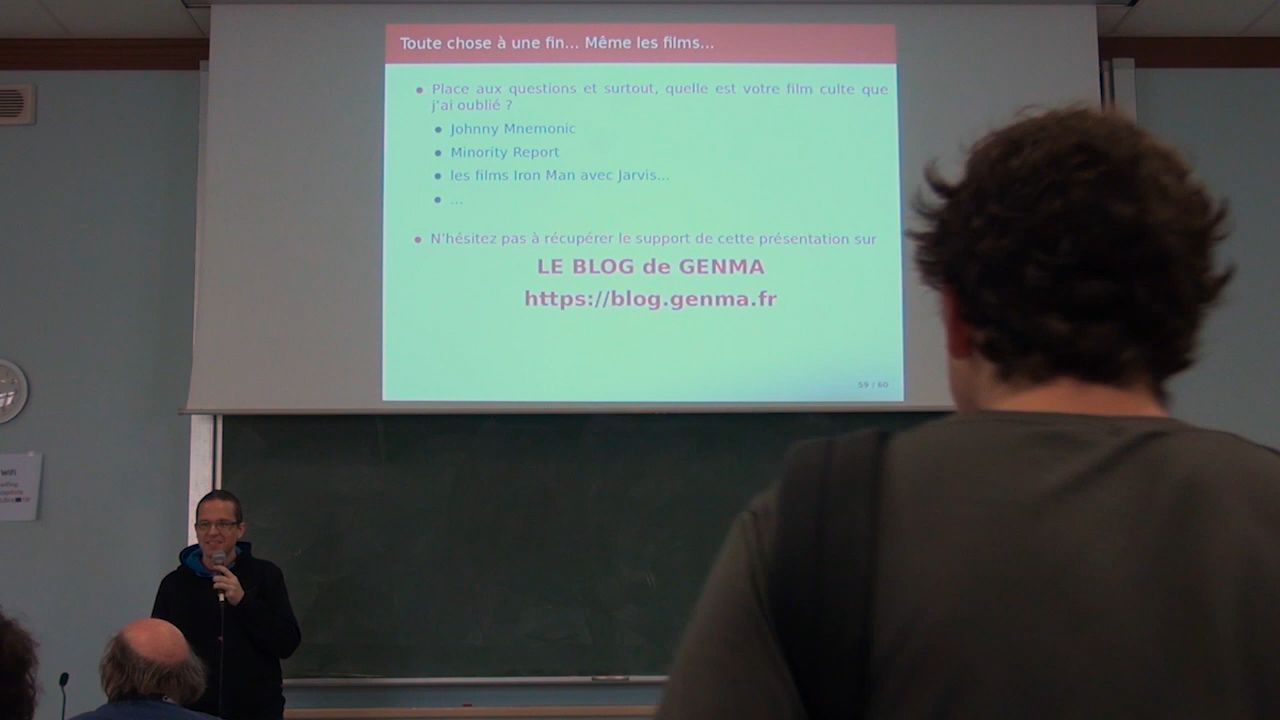 Toute chose à une fin... Même les films...
Place aux questions et surtout, quelle est votre film culte que
j'ai oublié ?
Johnny Mnemonic
Minority Report
les films Iron Man avec Jarvis...
...
N'hésitez pas à récupérer le support de cette présentation sur
LE BLOG de GENMA
https://blog.genma.fr
59 / 60
WiFi